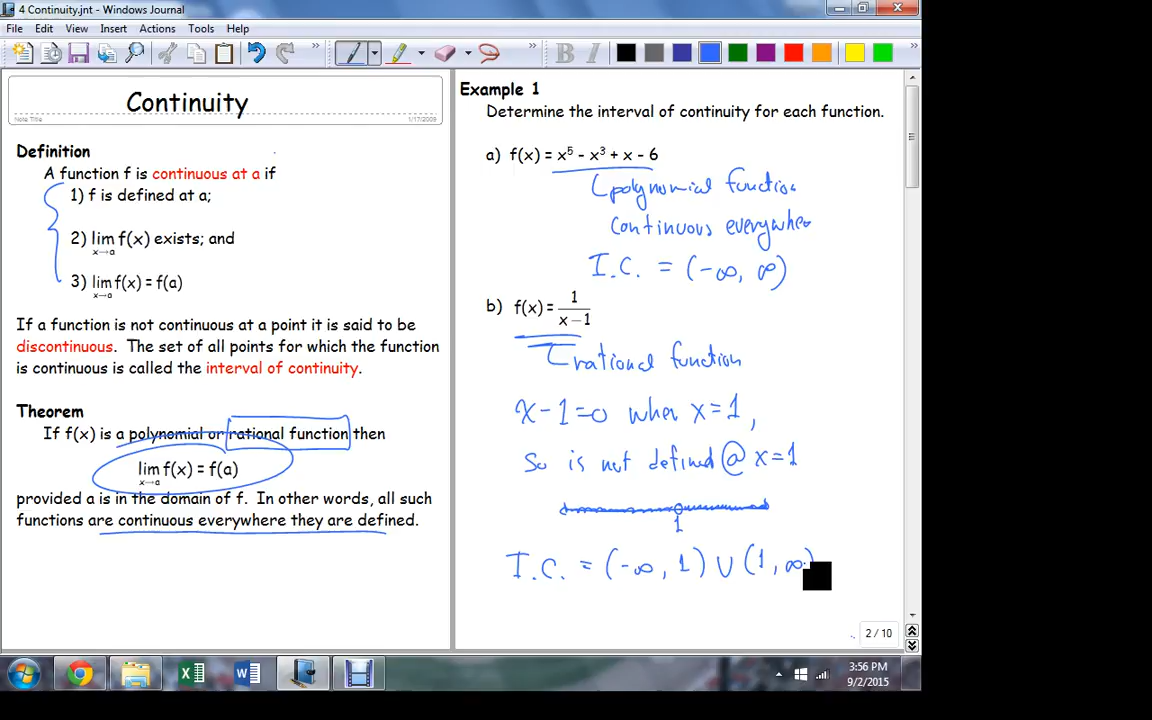 4 Continuity.jnt - Windows Journal
File Edit View Insert Actions Tools Help
Continuity
Note Title
1/17/2009
Definition
A function f is continuous at a if
1) f is defined at a;
2) lim f(x) exists; and
x→a
3) lim f(x) = f(a)
x→a
If a function is not continuous at a point it is said to be
discontinuous. The set of all points for which the function
is continuous is called the interval of continuity.
Theorem
If f(x) is a polynomial or rational function then
lim f(x) = f(a)
x→a
provided a is in the domain of f. In other words, all such
functions are continuous everywhere they are defined.
Example 1
Determine the interval of continuity for each function.
a) f(x) = x⁵ - x³ + x - 6
polynomial function
Continuous everywhere
I.C. = (-∞, ∞)
b) f(x) = 1
x - 1
rational function
x - 1 = 0 when x = 1,
So is not defined @ x = 1
1
I.C. = (-∞, 1) ∪ (1, ∞)
2 / 10
3:56 PM
9/2/2015